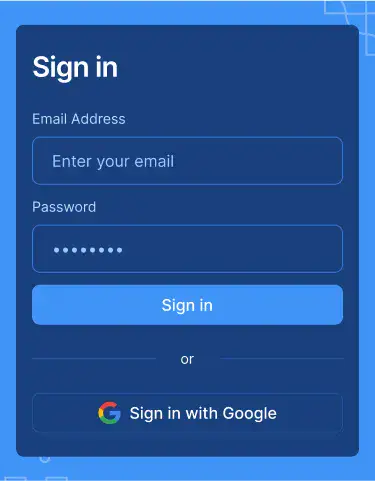 Sign in
Email Address
Enter your email
Password
••••••••
Sign in
or
Sign in with Google